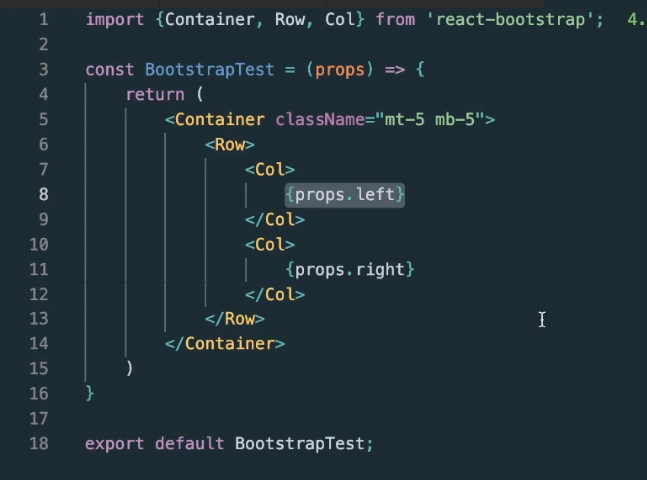 1 import {Container, Row, Col} from 'react-bootstrap'; 4.
2
3 const BootstrapTest = (props) => {
4 return (
5 <Container className="mt-5 mb-5">
6 <Row>
7 <Col>
8 {props.left}
9 </Col>
10 <Col>
11 {props.right}
12 </Col>
13 </Row>
14 </Container>
15 )
16 }
17
18 export default BootstrapTest;